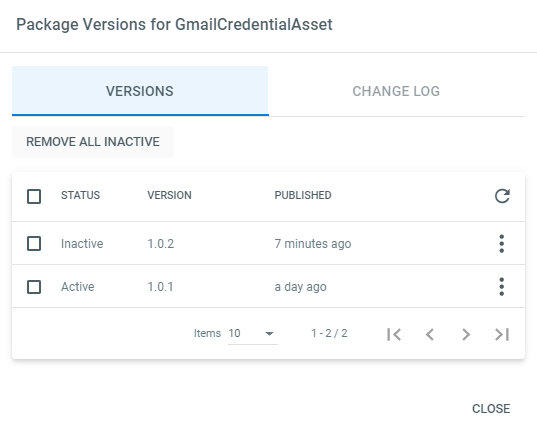 Package Versions for GmailCredentialAsset
VERSIONS CHANGE LOG
REMOVE ALL INACTIVE
STATUS VERSION PUBLISHED
Inactive 1.0.2 7 minutes ago
Active 1.0.1 a day ago
Items 10 1 - 2 / 2
CLOSE